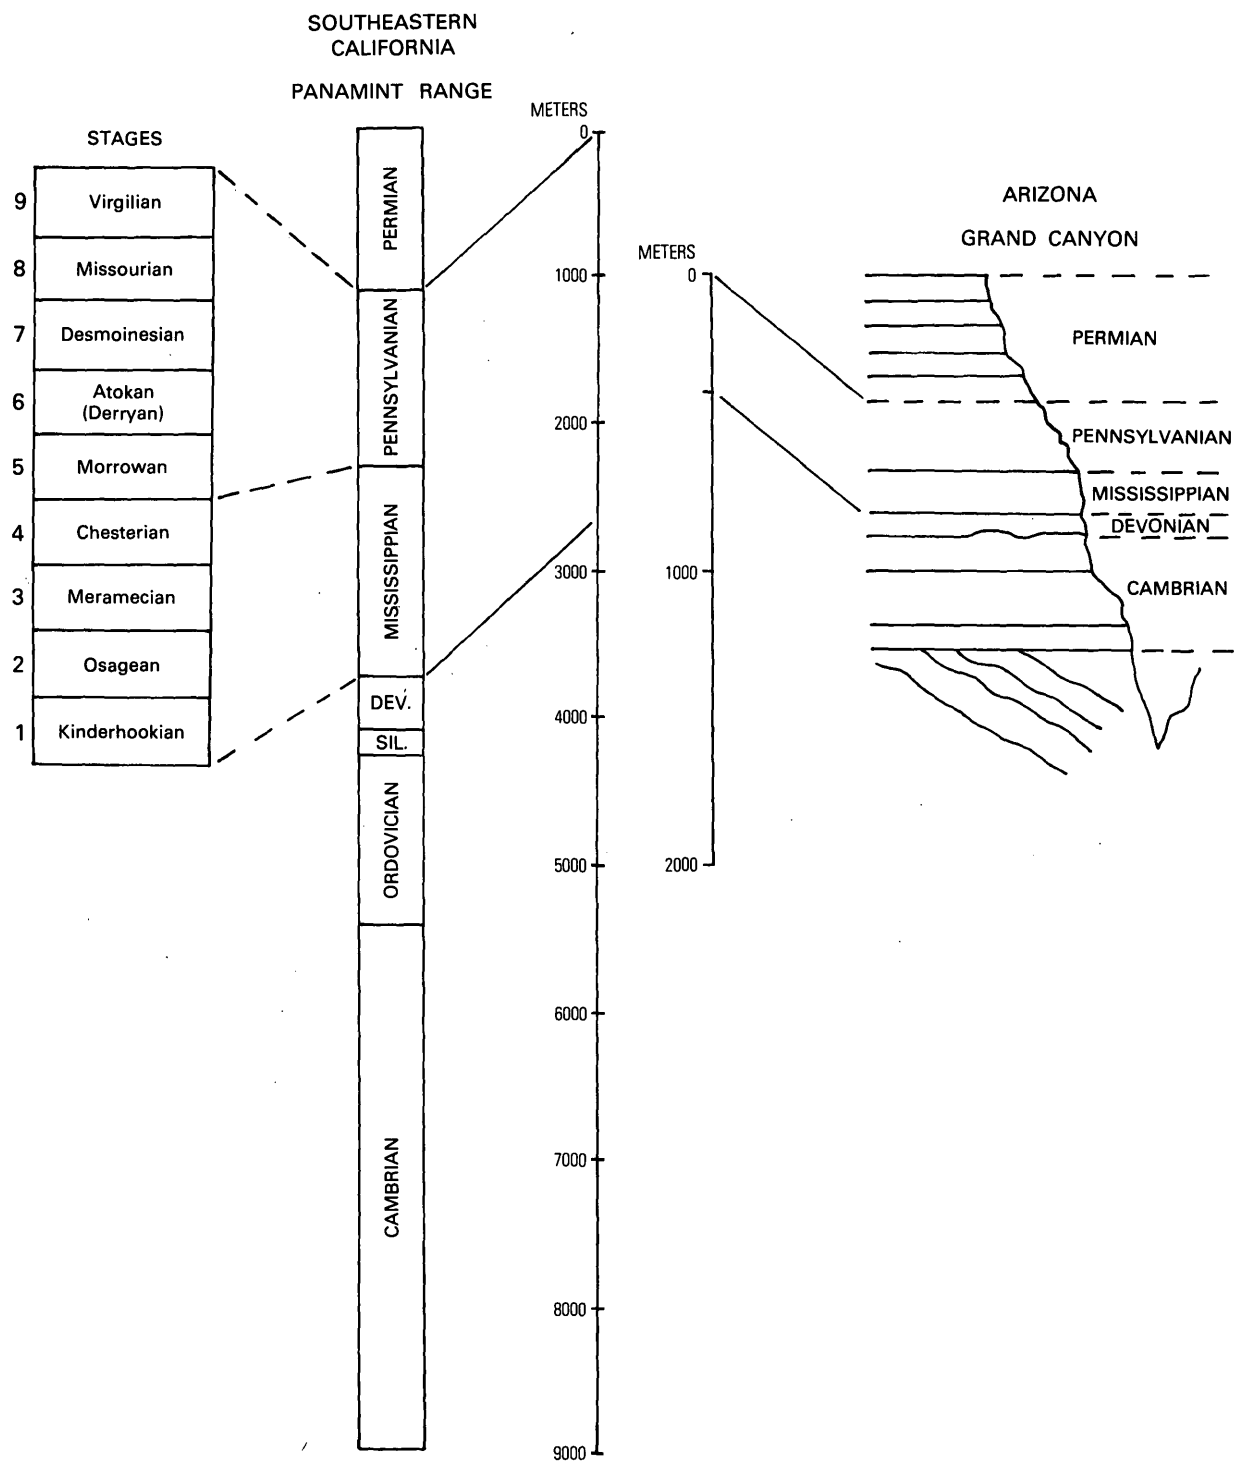 SOUTHEASTERN
CALIFORNIA
PANAMINT RANGE
STAGES
9 Virgilian
8 Missourian
7 Desmoinesian
6 Atokan
(Derryan)
5 Morrowan
4 Chesterian
3 Meramecian
2 Osagean
1 Kinderhookian
PERMIAN
PENNSYLVANIAN
MISSISSIPPIAN
DEV.
SIL.
ORDOVICIAN
CAMBRIAN
METERS
0
1000
2000
3000
4000
5000
6000
7000
8000
9000
METERS
0
1000
2000
ARIZONA
GRAND CANYON
PERMIAN
PENNSYLVANIAN
MISSISSIPPIAN
DEVONIAN
CAMBRIAN